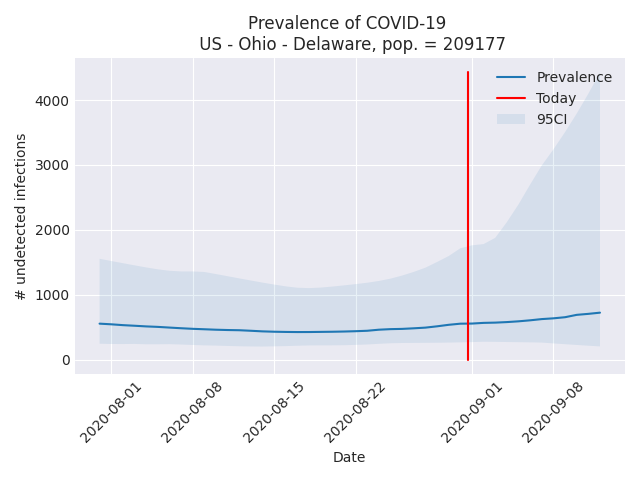 Prevalence of COVID-19
US - Ohio - Delaware, pop. = 209177
Prevalence
Today
95CI
# undetected infections
4000
3000
2000
1000
0
2020-08-01
2020-08-08
2020-08-15
2020-08-22
2020-09-01
2020-09-08
Date